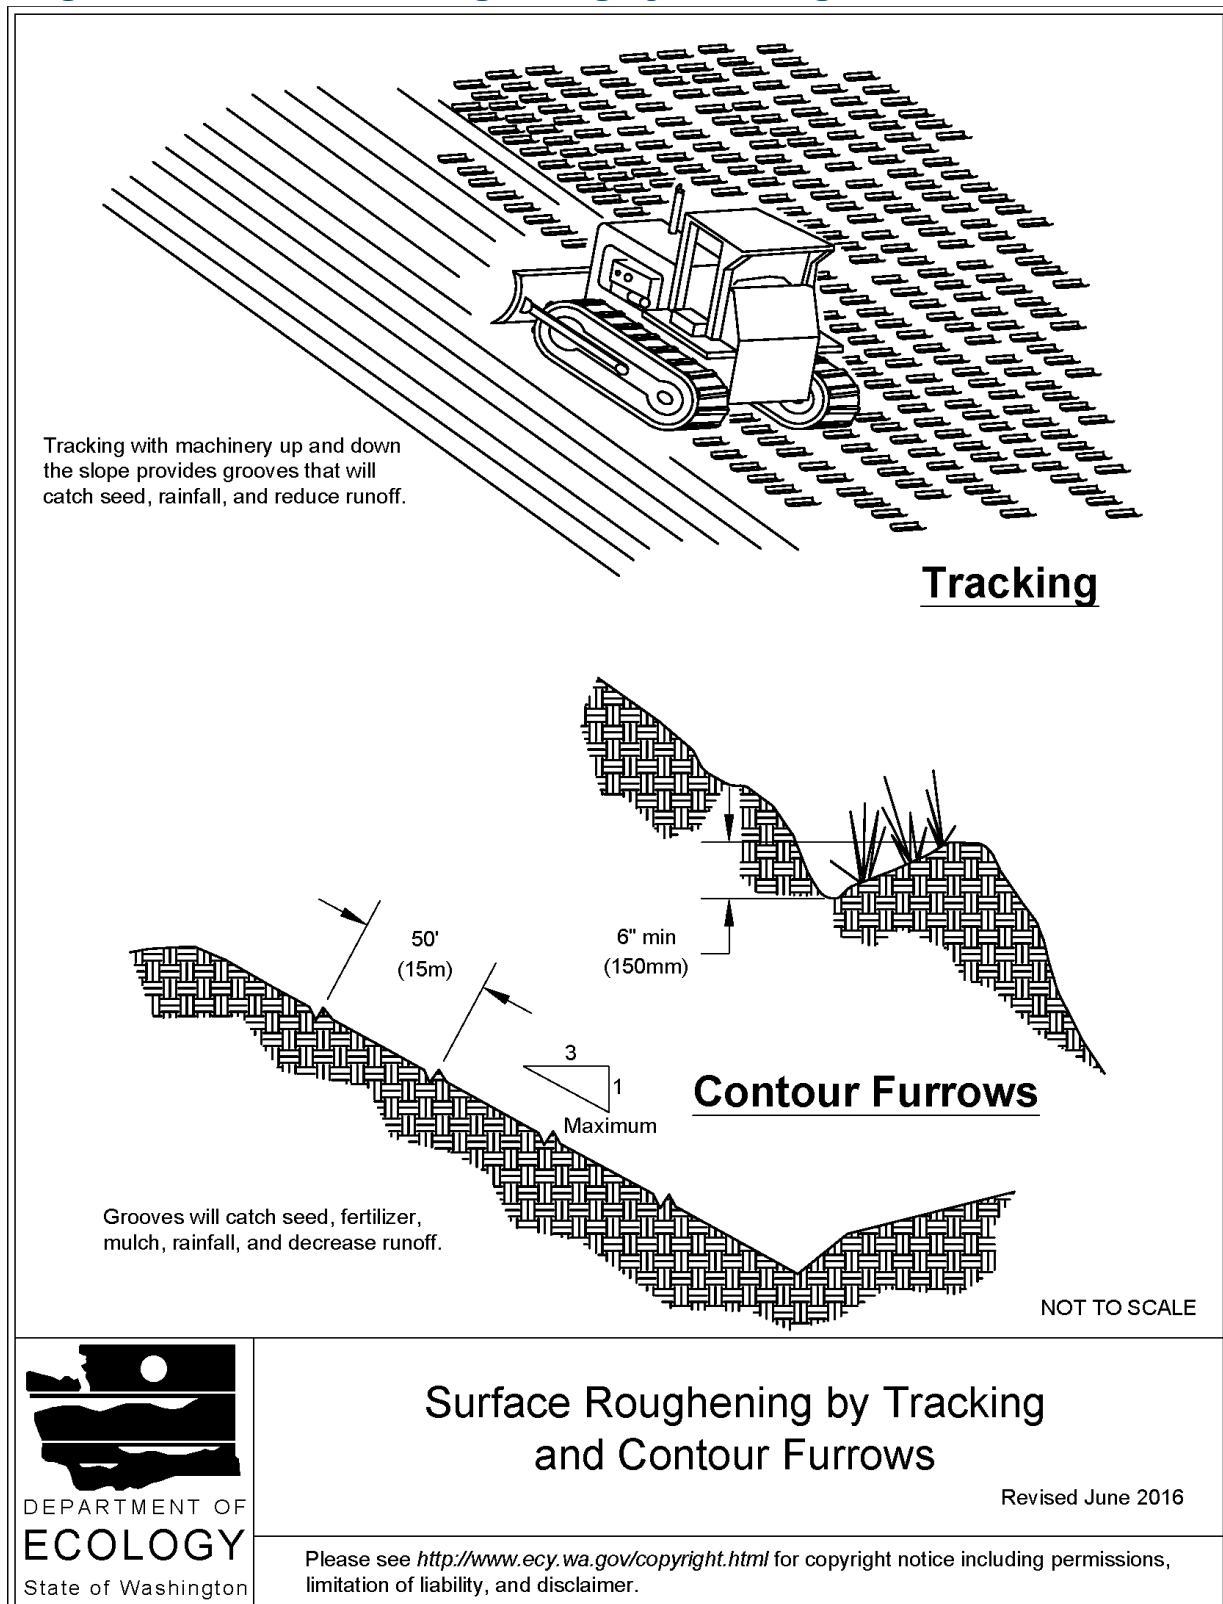 Tracking with machinery up and down
the slope provides grooves that will
catch seed, rainfall, and reduce runoff.
Tracking
50'
(15m)
6" min
(150mm)
3
1
Maximum
Contour Furrows
Grooves will catch seed, fertilizer,
mulch, rainfall, and decrease runoff.
NOT TO SCALE
DEPARTMENT OF
ECOLOGY
State of Washington
Surface Roughening by Tracking
and Contour Furrows
Revised June 2016
Please see http://www.ecy.wa.gov/copyright.html for copyright notice including permissions,
limitation of liability, and disclaimer.